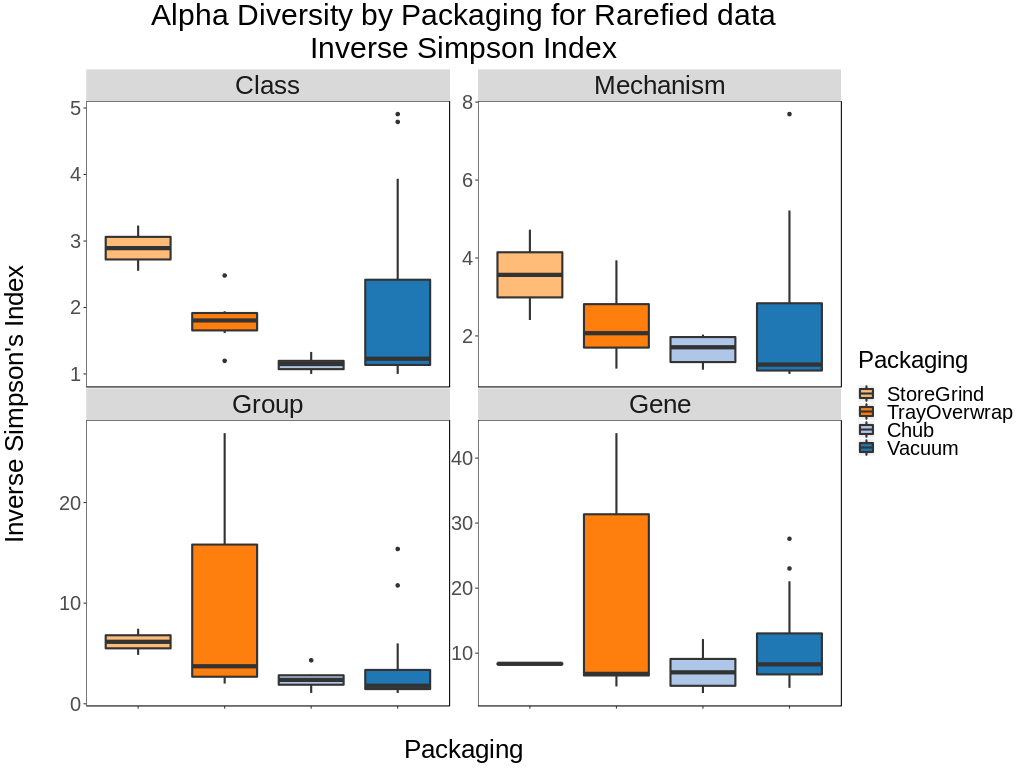 Alpha Diversity by Packaging for Rarefied data
Inverse Simpson Index
Class
Mechanism
5
4
3
2
1
8
6
4
2
Group
Gene
20
10
0
40
30
20
10
Inverse Simpson's Index
Packaging
Packaging
StoreGrind
TrayOverwrap
Chub
Vacuum